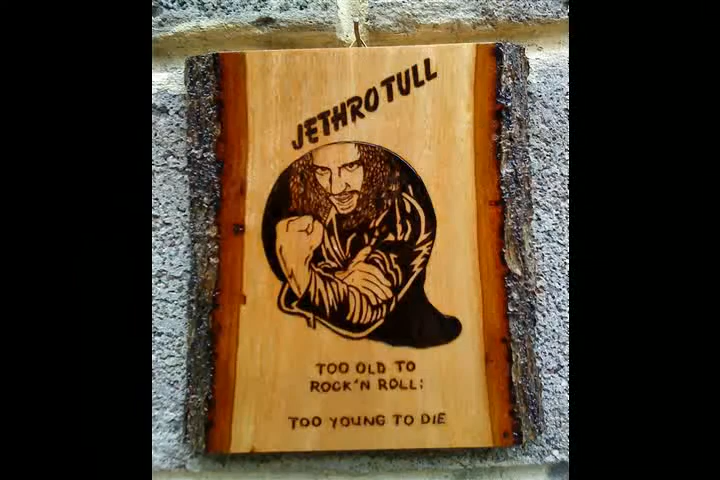 JETHRO TULL
TOO OLD TO
ROCK'N ROLL:
TOO YOUNG TO DIE